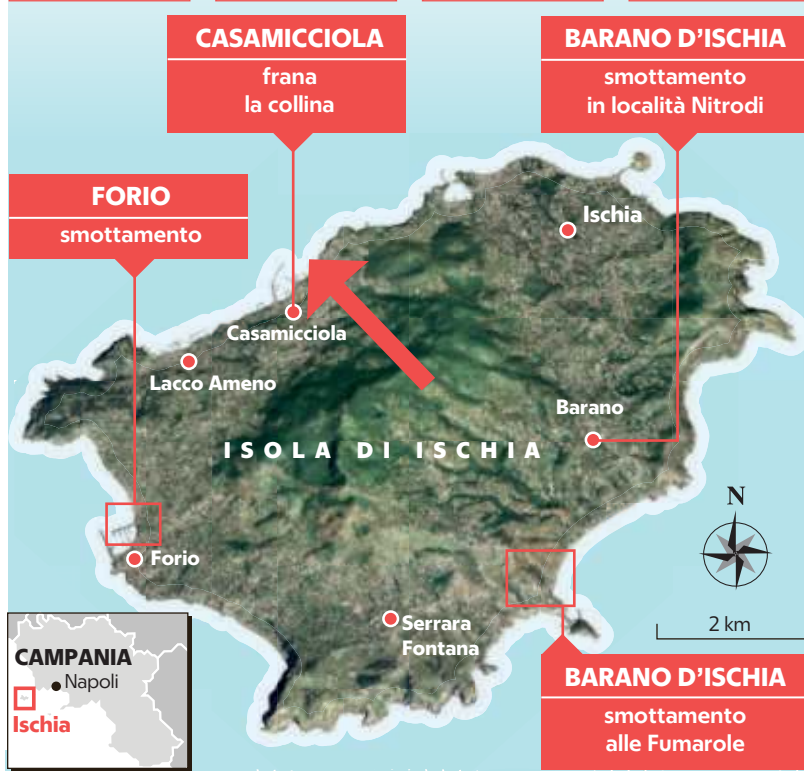 CASAMICCIOLA
frana
la collina
BARANO D'ISCHIA
smottamento
in località Nitrodi
FORIO
smottamento
Ischia
Casamicciola
Lacco Ameno
Barano
ISOLA DI ISCHIA
N
Forio
Serrara
Fontana
2 km
CAMPANIA
Napoli
Ischia
BARANO D'ISCHIA
smottamento
alle Fumarole